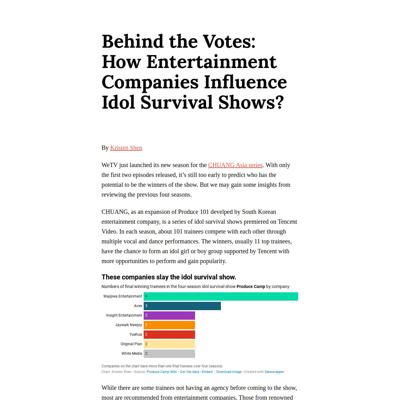 Behind the Votes:
How Entertainment
Companies Influence
Idol Survival Shows?
By Kristen Shen
WeTV just launched its new season for the CHUANG Asia series. With only
the first two episodes released, it’s still too early to predict who has the
potential to be the winners of the show. But we may gain some insights from
reviewing the previous four seasons.
CHUANG, as an expansion of Produce 101 develped by South Korean
entertainment company, is a series of idol survival shows premiered on Tencent
Video. In each season, about 101 trainees compete with each other through
multiple vocal and dance performances. The winners, usually 11 top trainees,
have the chance to form an idol girl or boy group supported by Tencent with
more opportunities to perform and gain popularity.
These companies slay the idol survival show.
Numbers of final winning trainees in the four-season idol survival show Produce Camp by company.
Wajijiwa Entertainment
Acee
Insight Entertainment
Jaywalk Newjoy
YueHua
Original Plan
White Media
Companies on the chart have more than one final trainees over four seasons.
Chart: Kristen Shen • Source: Produce Camp Wiki • Get the data • Embed • Download image • Created with Datawrapper
While there are some trainees not having an agency before coming to the show,
most are recommended from entertainment companies. Those from renowned